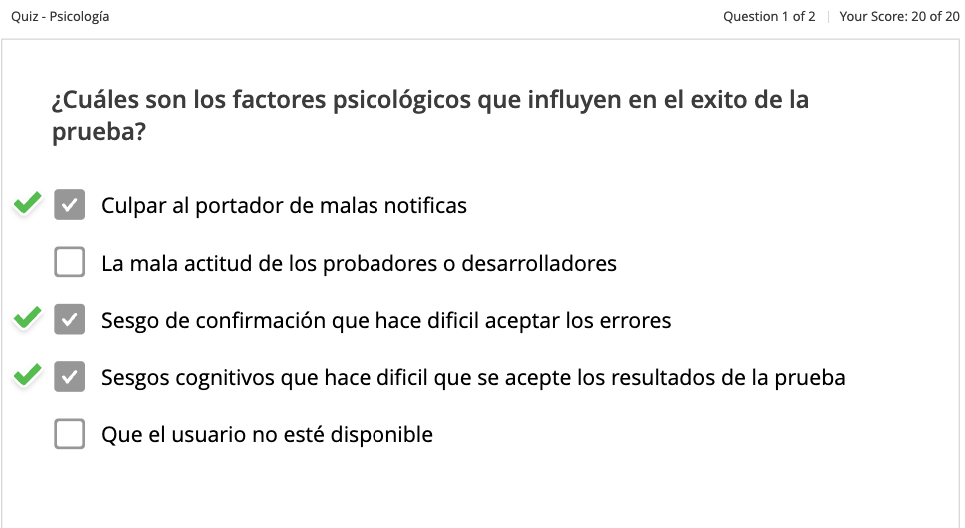 Quiz - Psicología
Question 1 of 2 | Your Score: 20 of 20
¿Cuáles son los factores psicológicos que influyen en el exito de la
prueba?
Culpar al portador de malas notificas
La mala actitud de los probadores o desarrolladores
Sesgo de confirmación que hace dificil aceptar los errores
Sesgos cognitivos que hace dificil que se acepte los resultados de la prueba
Que el usuario no esté disponible